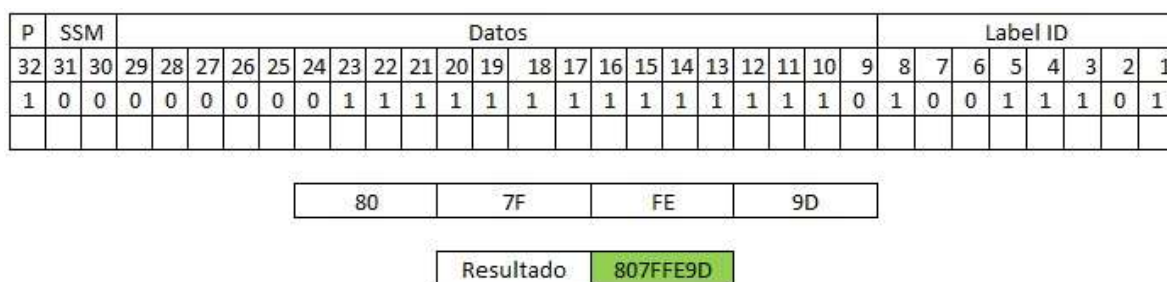 P SSM Datos Label ID
32 31 30 29 28 27 26 25 24 23 22 21 20 19 18 17 16 15 14 13 12 11 10 9 8 7 6 5 4 3 2 1
1 0 0 0 0 0 0 0 0 1 1 1 1 1 1 1 1 1 1 1 1 1 1 0 1 0 0 1 1 1 0 1
80 7F FE 9D
Resultado 807FFE9D